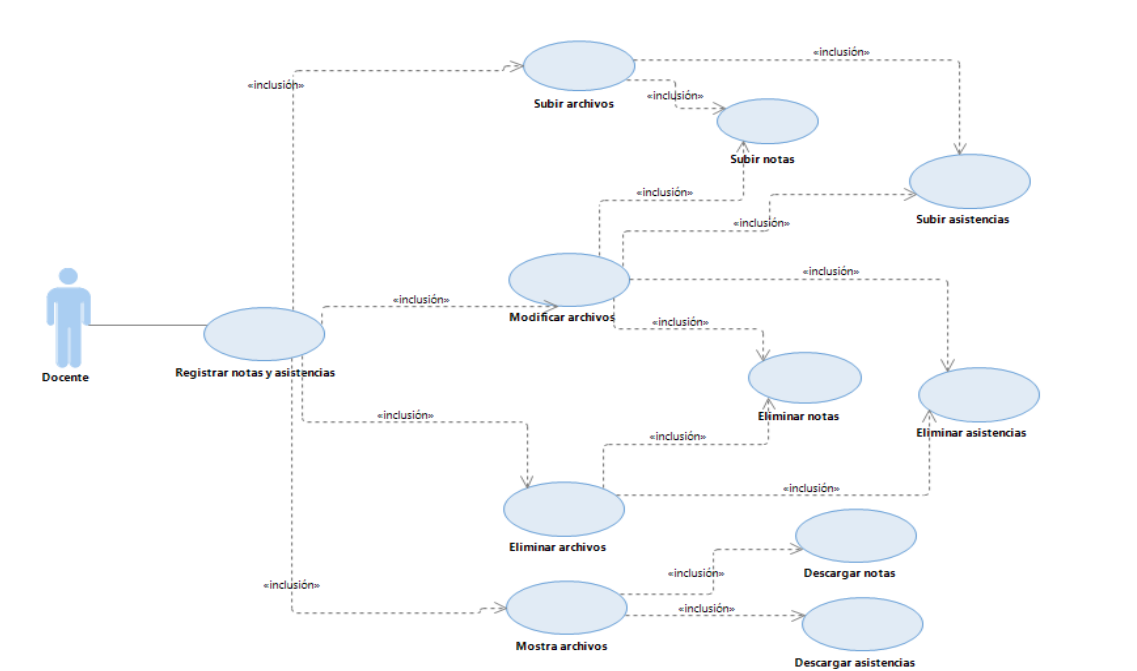 «inclusión»
«inclusión»
Subir archivos
«inclusión»
Subir notas
«inclusión»
Subir asistencias
«inclusión»
«inclusión»
«inclusión»
Modificar archivos
«inclusión»
Docente
Registrar notas y asistencias
«inclusión»
Eliminar notas
«inclusión»
Eliminar asistencias
«inclusión»
«inclusión»
Eliminar archivos
«inclusión»
Descargar notas
«inclusión»
Mostra archivos
«inclusión»
Descargar asistencias